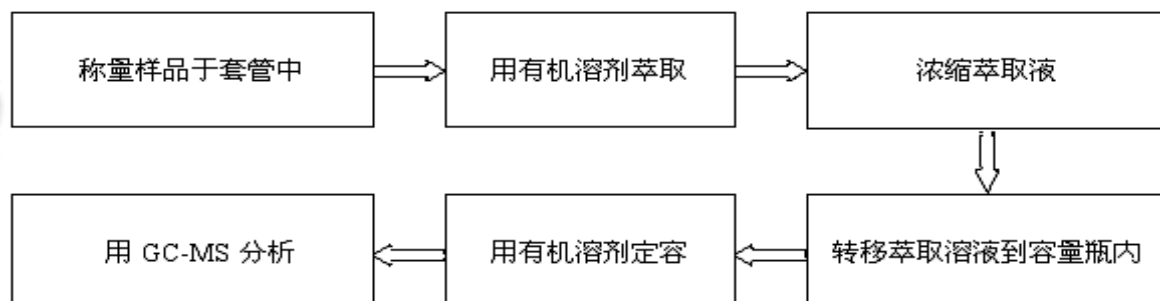 称量样品于套管中
用有机溶剂萃取
浓缩萃取液
转移萃取溶液到容量瓶内
用有机溶剂定容
用 GC-MS 分析